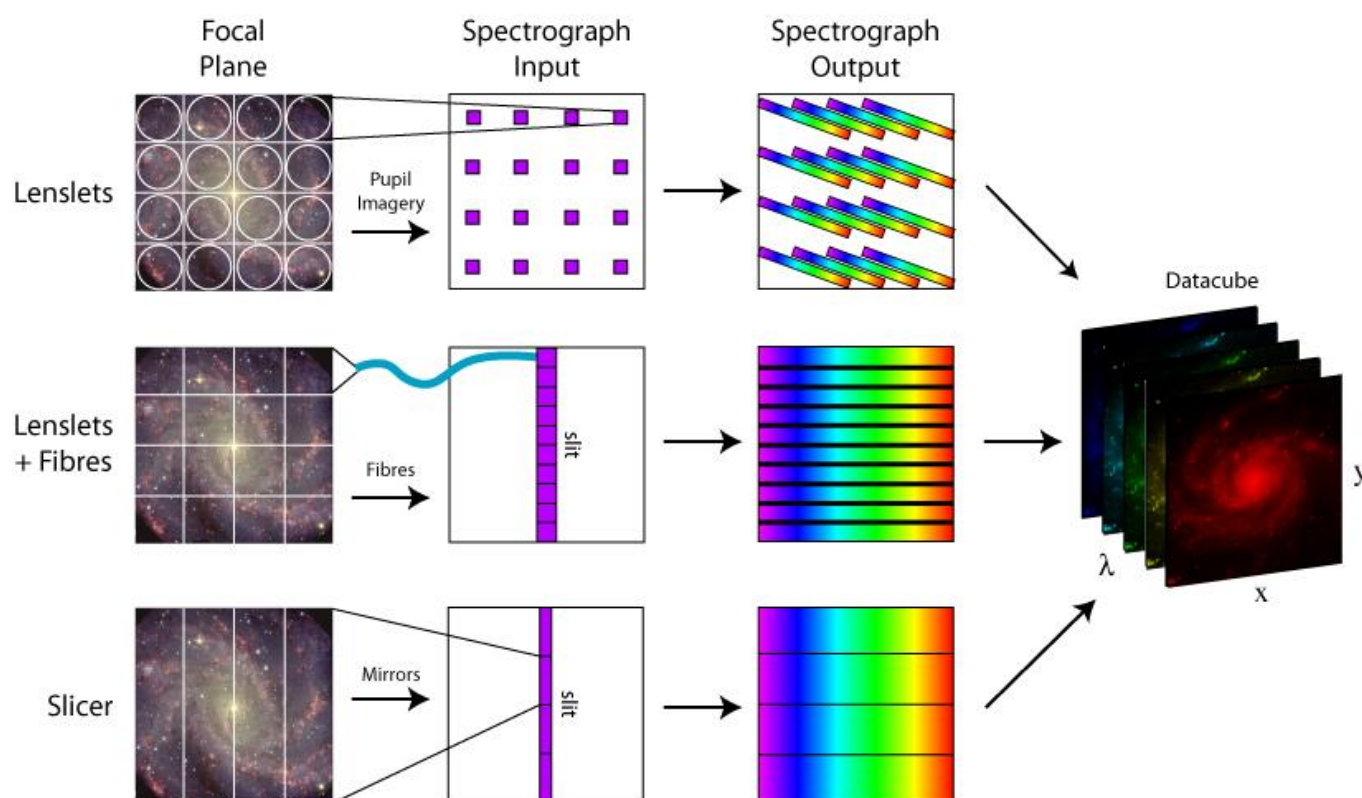 Focal
Plane
Spectrograph
Input
Spectrograph
Output
Lenslets
Pupil
Imagery
Datacube
Lenslets
+ Fibres
Fibres
slit
y
λ
x
Slicer
Mirrors
slit